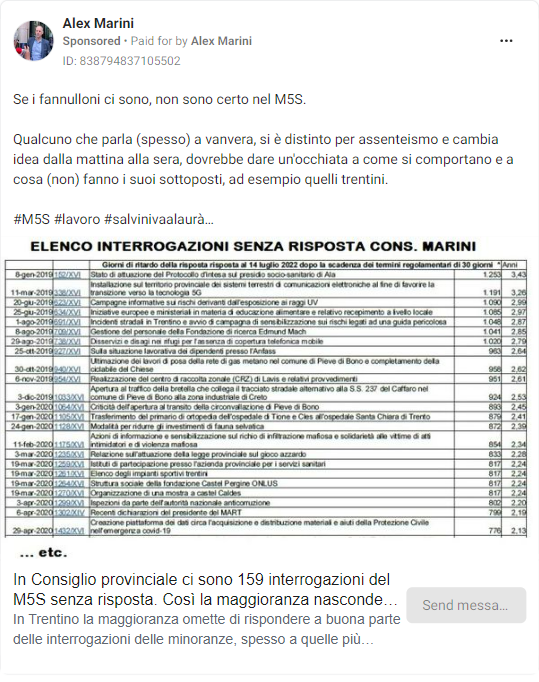 Alex Marini
Sponsored • Paid for by Alex Marini
ID: 838794837105502
Se i fannulloni ci sono, non sono certo nel M5S.
Qualcuno che parla (spesso) a vanvera, si è distinto per assenteismo e cambia
idea dalla mattina alla sera, dovrebbe dare un'occhiata a come si comportano e a
cosa (non) fanno i suoi sottoposti, ad esempio quelli trentini.
#M5S #lavoro #salvinivaalaurà…
ELENCO INTERROGAZIONI SENZA RISPOSTA CONS. MARINI
Giorni di ritardo della risposta risposta al 14 luglio 2022 dopo la scadenza dei termini regolamentari di 30 giorni * Anni
8-gen-2019 152/XVI Stato di attuazione del Protocollo d'intesa sul presidio socio-sanitario di Ala 1.253 3,43
Installazione sul territorio provinciale dei sistemi terrestri di comunicazioni elettroniche al fine di favorire la
11-mar-2019 338/XVI transizione verso la tecnologia 5G 1.191 3,26
20-giu-2019 623/XVI Campagne informative sui rischi derivanti dall'esposizione ai raggi UV 1.090 2,99
25-giu-2019 634/XVI Iniziative europee e ministeriali in materia di educazione alimentare e relativo recepimento a livello locale 1.085 2,97
1-ago-2019 691/XVI Incidenti stradali in Trentino e avvio di campagna di sensibilizzazione sui rischi legati ad una guida pericolosa 1.048 2,87
8-ago-2019 709/XVI Gestione del personale della Fondazione di ricerca Edmund Mach 1.041 2,85
29-ago-2019 738/XVI Disservizi e disagi nei rifugi per l'assenza di copertura telefonica mobile 1.020 2,79
25-ott-2019 927/XVI Sulla situazione lavorativa dei dipendenti presso l'Anfass 963 2,64
Ultimazione dei lavori di posa della rete di gas metano nel comune di Pieve di Bono e completamento della
30-ott-2019 940/XVI ciclabile del Chiese 958 2,62
6-nov-2019 954/XVI Realizzazione del centro di raccolta zonale (CRZ) di Lavis e relativi provvedimenti 951 2,61
Apertura al traffico della bretella che collega il tracciato stradale alternativo alla S.S. 237 del Caffaro nel
3-dic-2019 1033/XVI comune di Pieve di Bono alla zona industriale di Creto 924 2,53
3-gen-2020 1064/XVI Criticità dell'apertura al transito della circonvallazione di Pieve di Bono 893 2,45
17-gen-2020 1105/XVI Trasferimento del primario di ortopedia dell'ospedale di Tione e Cles all'ospedale Santa Chiara di Trento 879 2,41
24-gen-2020 1128/XVI Modalità per ridurre gli investimenti di fauna selvatica 872 2,39
Azioni di informazione e sensibilizzazione sul richio di infiltrazione mafiosa e solidarietà alle vittime di atti
11-feb-2020 1175/XVI intimidatori e di violenza mafiosa 854 2,34
3-mar-2020 1235/XVI Relazione sull'attuazione della legge provinciale sul gioco azzardo 833 2,28
19-mar-2020 1259/XVI Istituti di partecipazione presso l'azienda provinciale per i servizi sanitari 817 2,24
19-mar-2020 1261/XVI Elenco degli impianti sportivi trentini 817 2,24
19-mar-2020 1264/XVI Struttura sociale della fondazione Castel Pergine ONLUS 817 2,24
19-mar-2020 1270/XVI Organizzazione di una mostra a castel Caldes 817 2,24
3-apr-2020 1299/XVI Ispezioni da parte dell'autorità nazionale anticorruzione 802 2,20
6-apr-2020 1302/XIV Recenti dichiarazioni del presidente del MART 799 2,19
Creazione piattaforma dei dati circa l'acquisizione e distribuzione materiali e aiuti della Protezione Civile
29-apr-2020 1432/XVI nell'emergenza covid-19 776 2,13
... etc.
In Consiglio provinciale ci sono 159 interrogazioni del
M5S senza risposta. Così la maggioranza nasconde…
In Trentino la maggioranza omette di rispondere a buona parte
delle interrogazioni delle minoranze, spesso a quelle più…
Send messa…